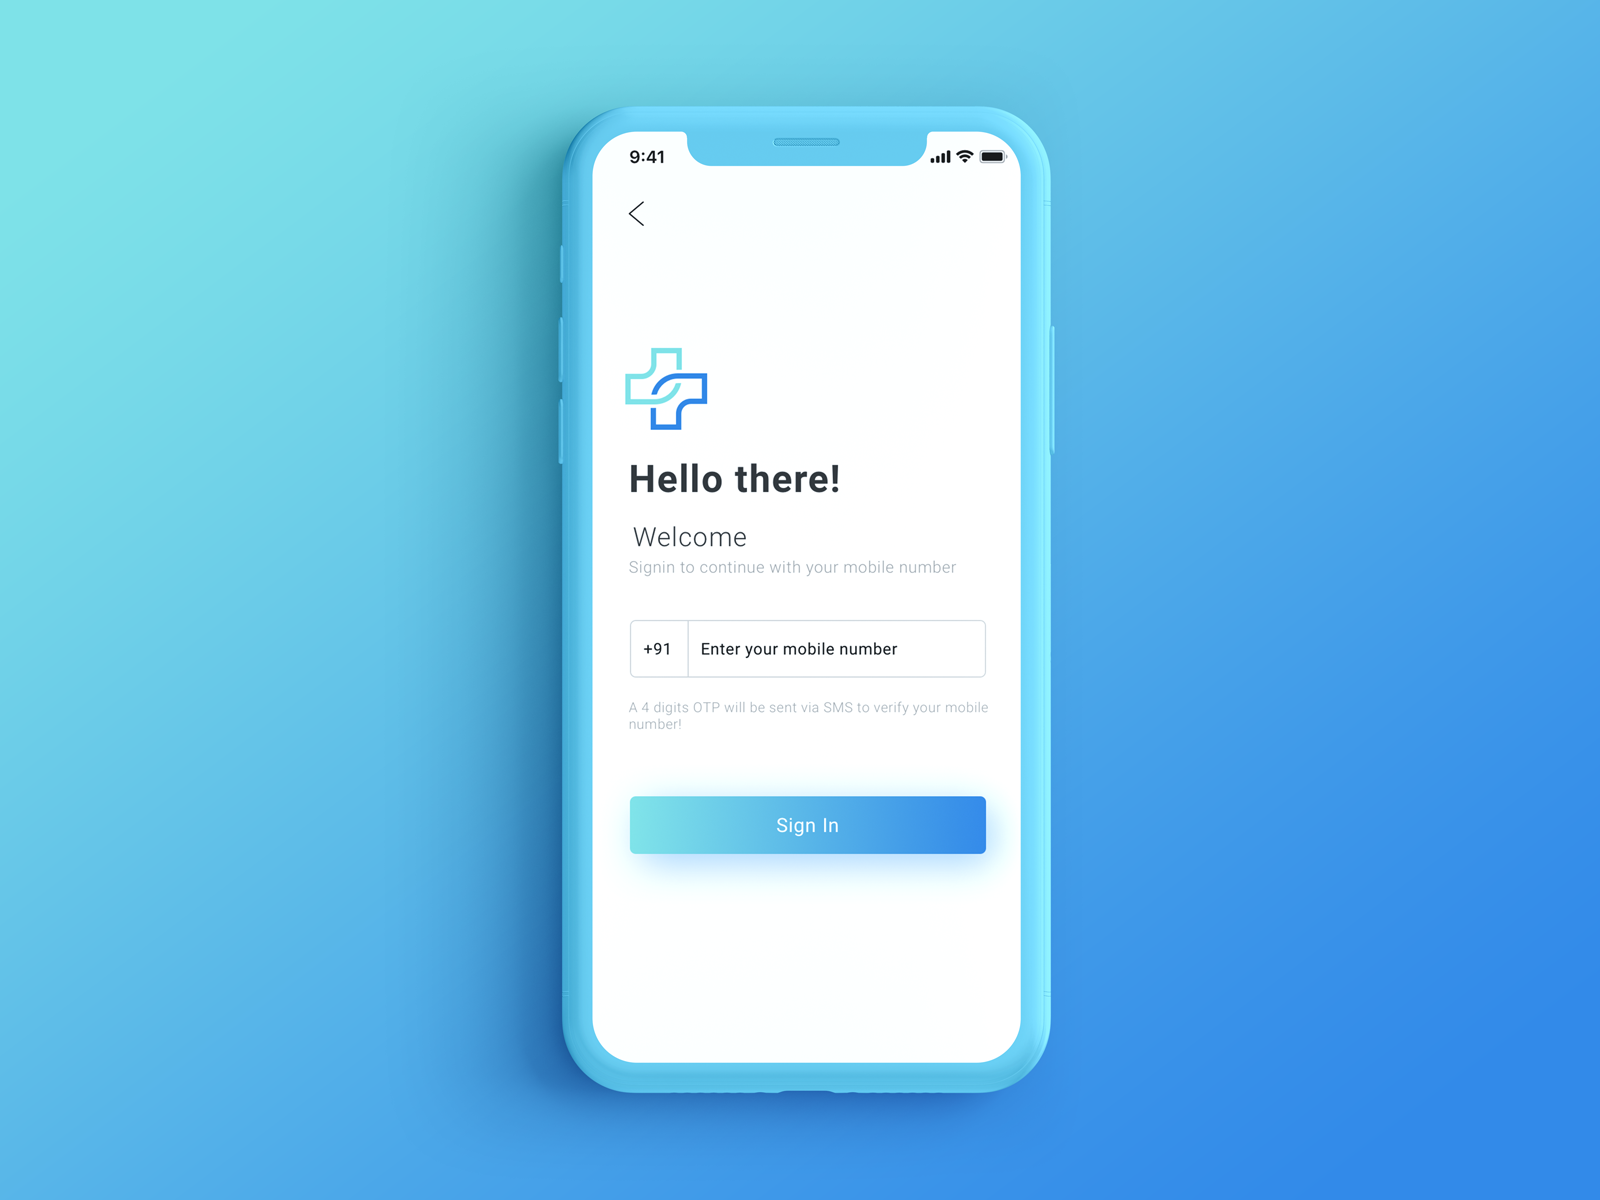 9:41
Hello there!
Welcome
Signin to continue with your mobile number
+91 Enter your mobile number
A 4 digits OTP will be sent via SMS to verify your mobile
number!
Sign In